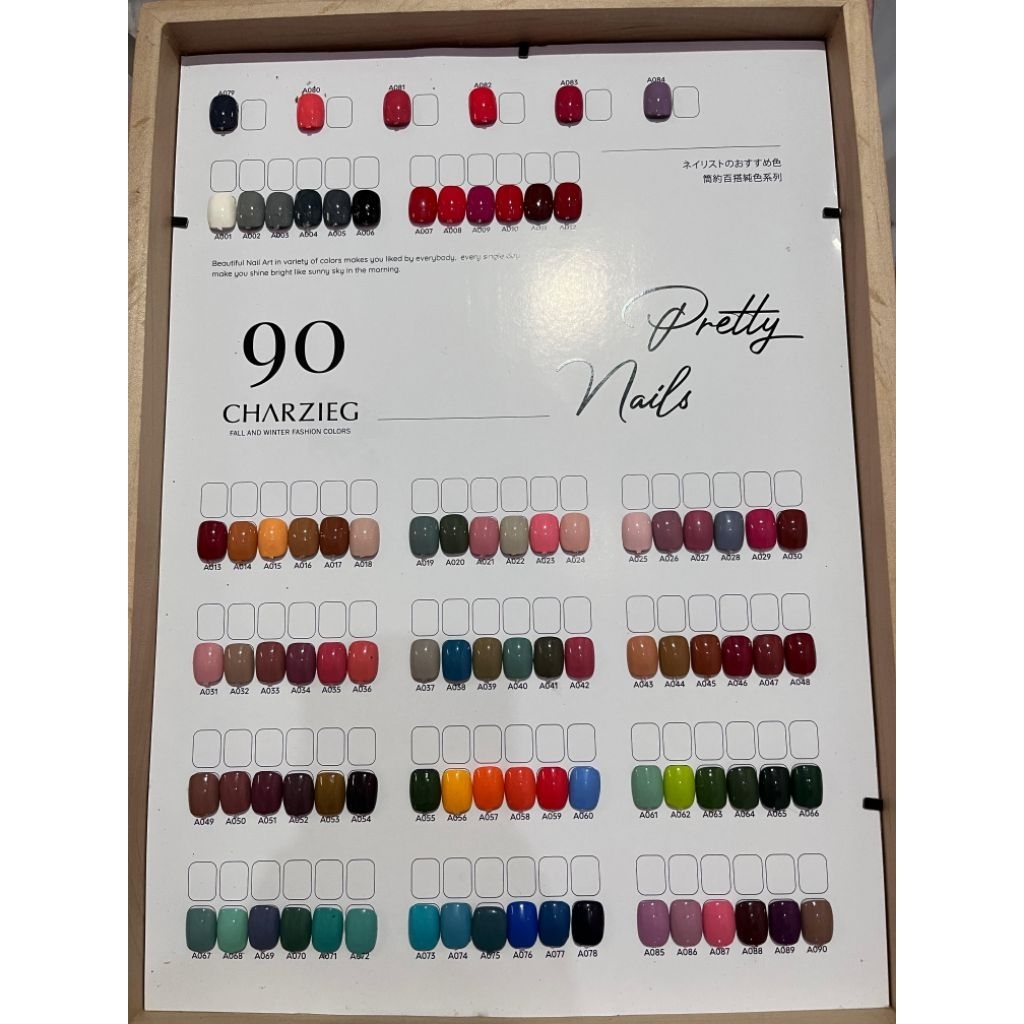 A079 A080 A081 A082 A083 A084
ネイリストのおすすめ色
簡約百搭純色系列
A001 A002 A003 A004 A005 A006 A007 A008 A009 A010 A011 A012
Beautiful Nail Art in variety of colors makes you liked by everybody, every single day
make you shine bright like sunny sky in the morning.
90
CHARZIEG
FALL AND WINTER FASHION COLORS
Pretty
Nails
A013 A014 A015 A016 A017 A018 A019 A020 A021 A022 A023 A024 A025 A026 A027 A028 A029 A030
A031 A032 A033 A034 A035 A036 A037 A038 A039 A040 A041 A042 A043 A044 A045 A046 A047 A048
A049 A050 A051 A052 A053 A054 A055 A056 A057 A058 A059 A060 A061 A062 A063 A064 A065 A066
A067 A068 A069 A070 A071 A072 A073 A074 A075 A076 A077 A078 A085 A086 A087 A088 A089 A090